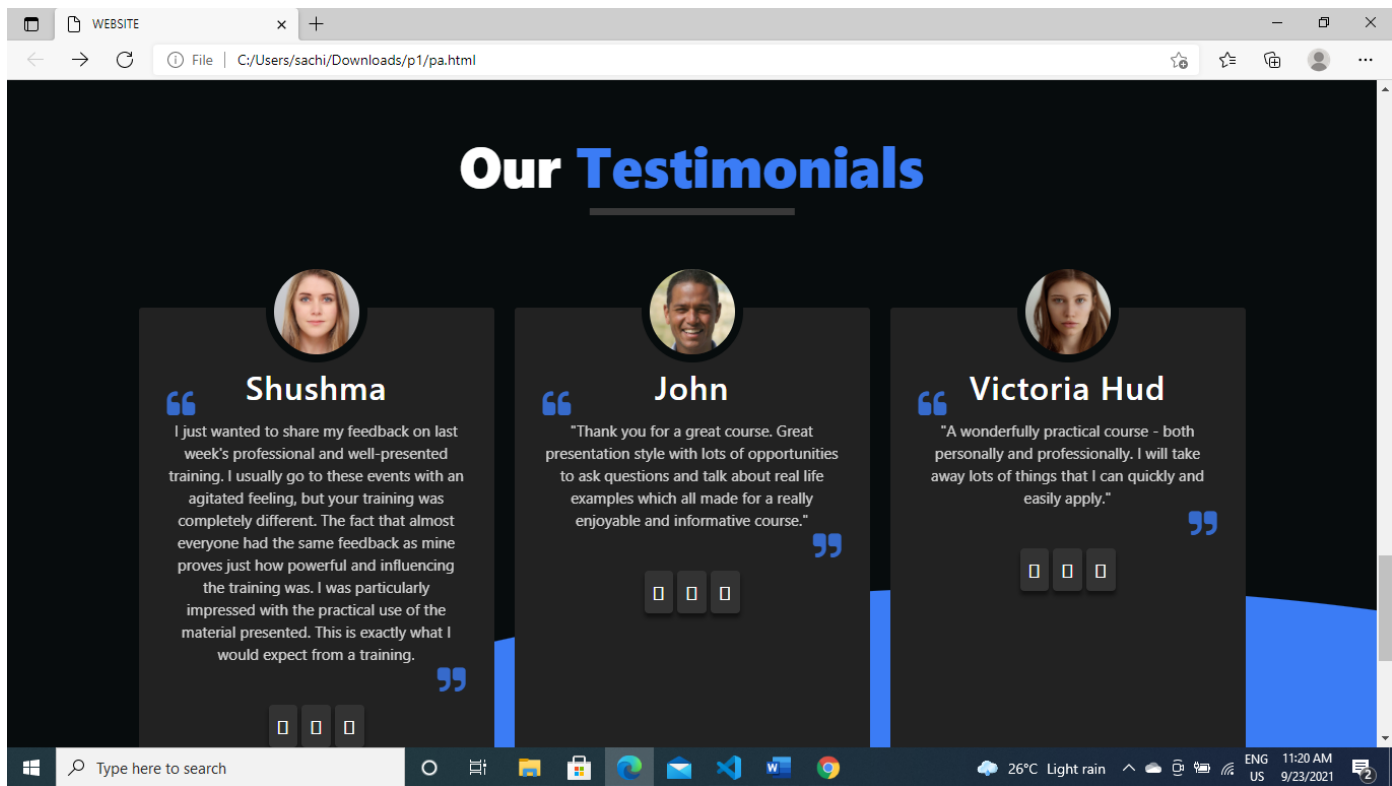 WEBSITE
File | C:/Users/sachi/Downloads/p1/pa.html
Our Testimonials
Shushma
I just wanted to share my feedback on last
week's professional and well-presented
training. I usually go to these events with an
agitated feeling, but your training was
completely different. The fact that almost
everyone had the same feedback as mine
proves just how powerful and influencing
the training was. I was particularly
impressed with the practical use of the
material presented. This is exactly what I
would expect from a training.
John
"Thank you for a great course. Great
presentation style with lots of opportunities
to ask questions and talk about real life
examples which all made for a really
enjoyable and informative course."
Victoria Hud
"A wonderfully practical course - both
personally and professionally. I will take
away lots of things that I can quickly and
easily apply."
Type here to search
26°C Light rain
ENG
US
11:20 AM
9/23/2021
2